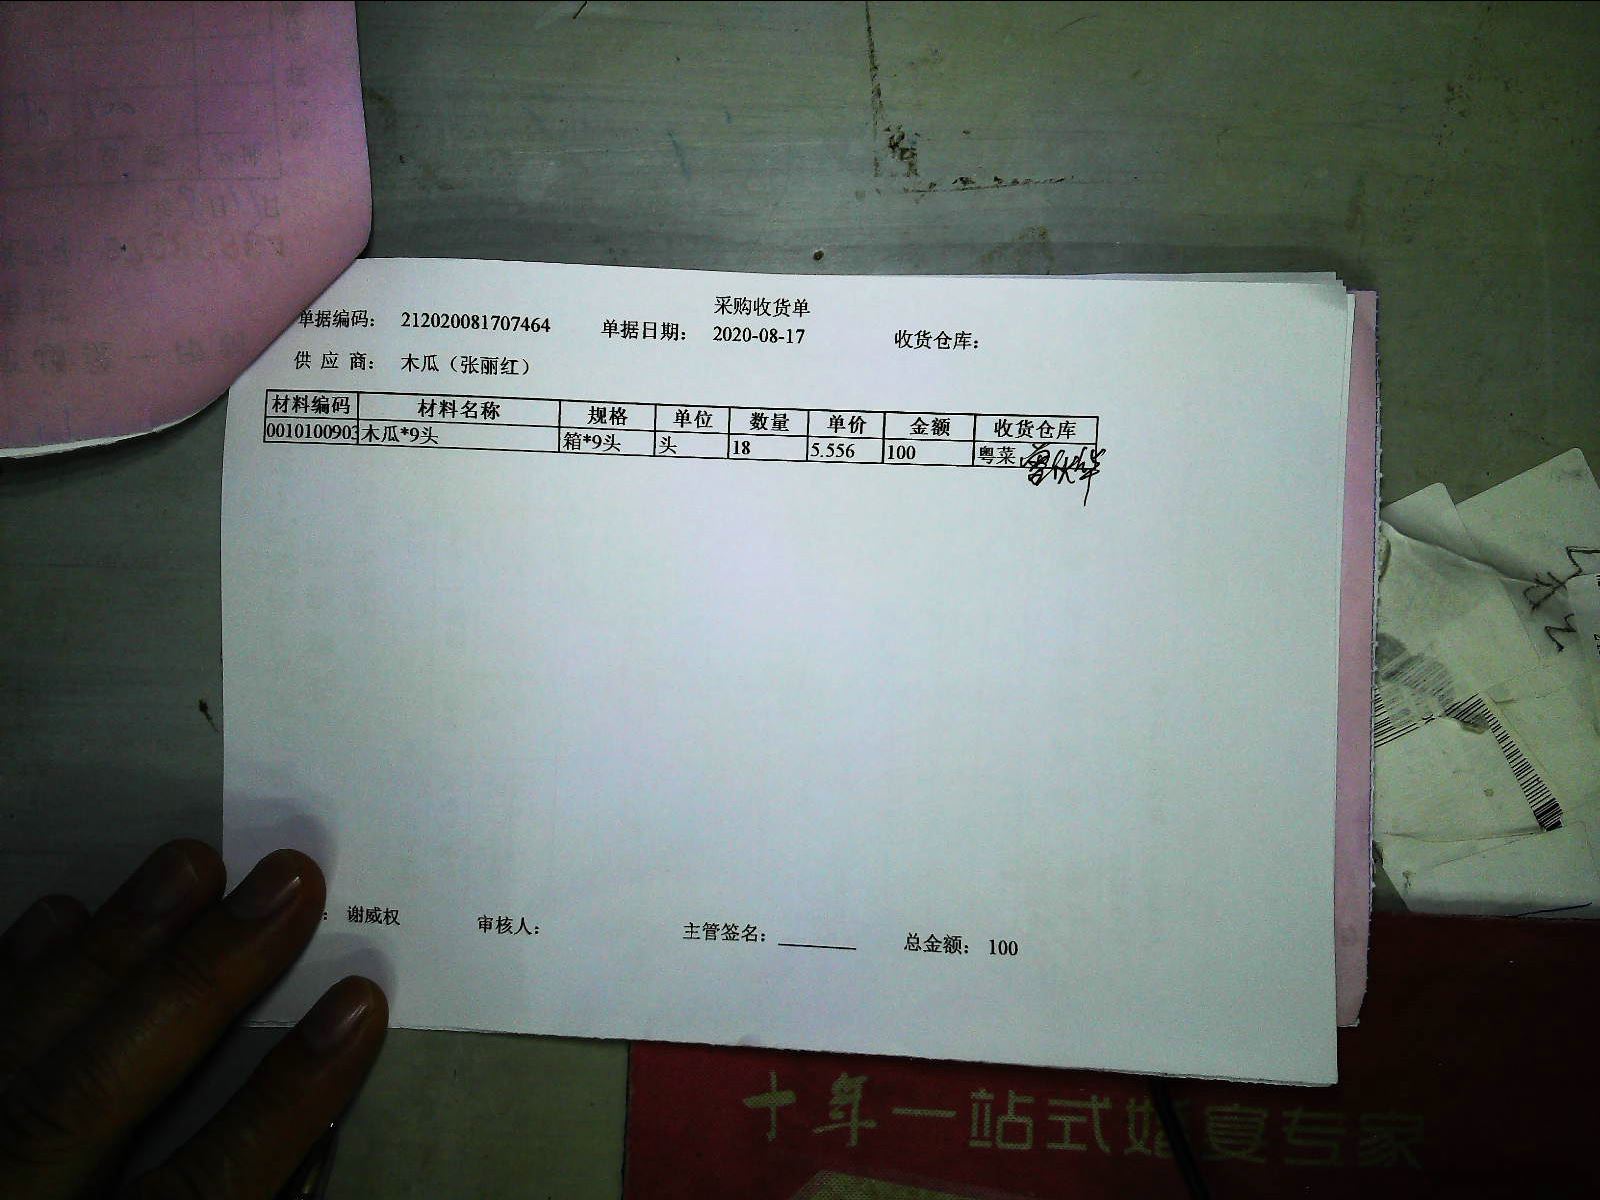 采购收货单
单据编码： 212020081707464 单据日期： 2020-08-17 收货仓库：
供 应 商： 木瓜（张丽红）
材料编码 材料名称 规格 单位 数量 单价 金额 收货仓库
0010100903 木瓜*9头 箱*9头 头 18 5.556 100 粤菜
： 谢威权 审核人： 主管签名： 总金额： 100
十年一站式婚宴专家